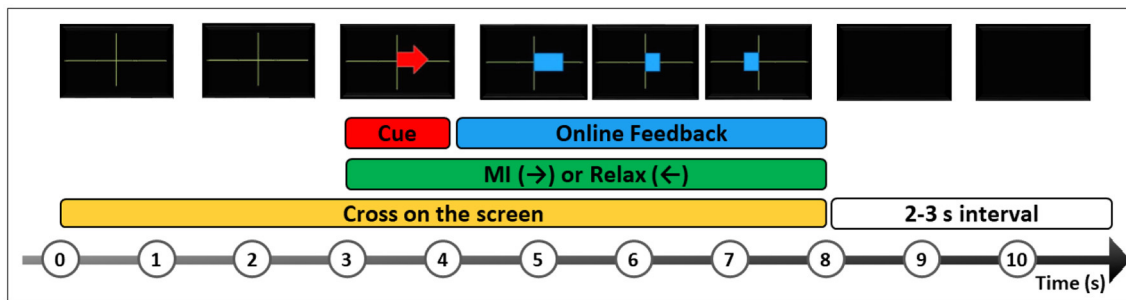 Cue
Online Feedback
MI (→) or Relax (←)
Cross on the screen
2-3 s interval
0 1 2 3 4 5 6 7 8 9 10
Time (s)